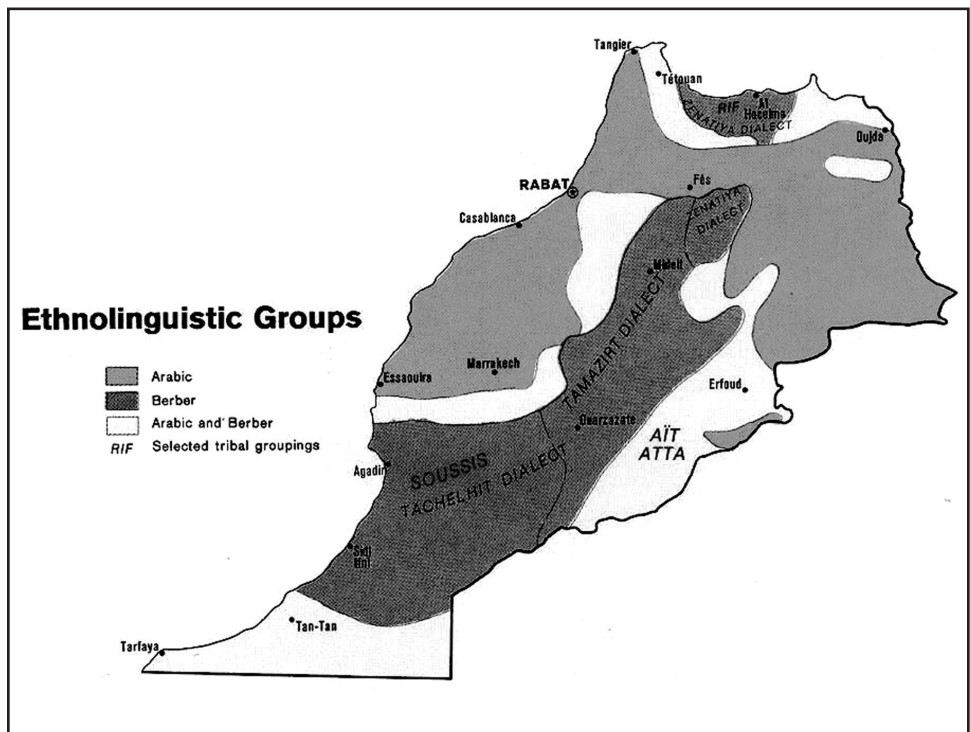 Tangier
Tétouan
RIF
Al
Hoceima
ZENATIYA DIALECT
Oujda
RABAT
Fès
Casablanca
ZENATIYA
DIALECT
Midelt
Ethnolinguistic Groups
TAMAZIRT DIALECT
Arabic
Berber
Arabic and Berber
RIF Selected tribal groupings
Essaouira
Marrakech
Erfoud
Ouarzazate
AÏT
ATTA
Agadir
SOUSSIS
TACHELHIT DIALECT
Sidi
Ifni
Tan-Tan
Tarfaya